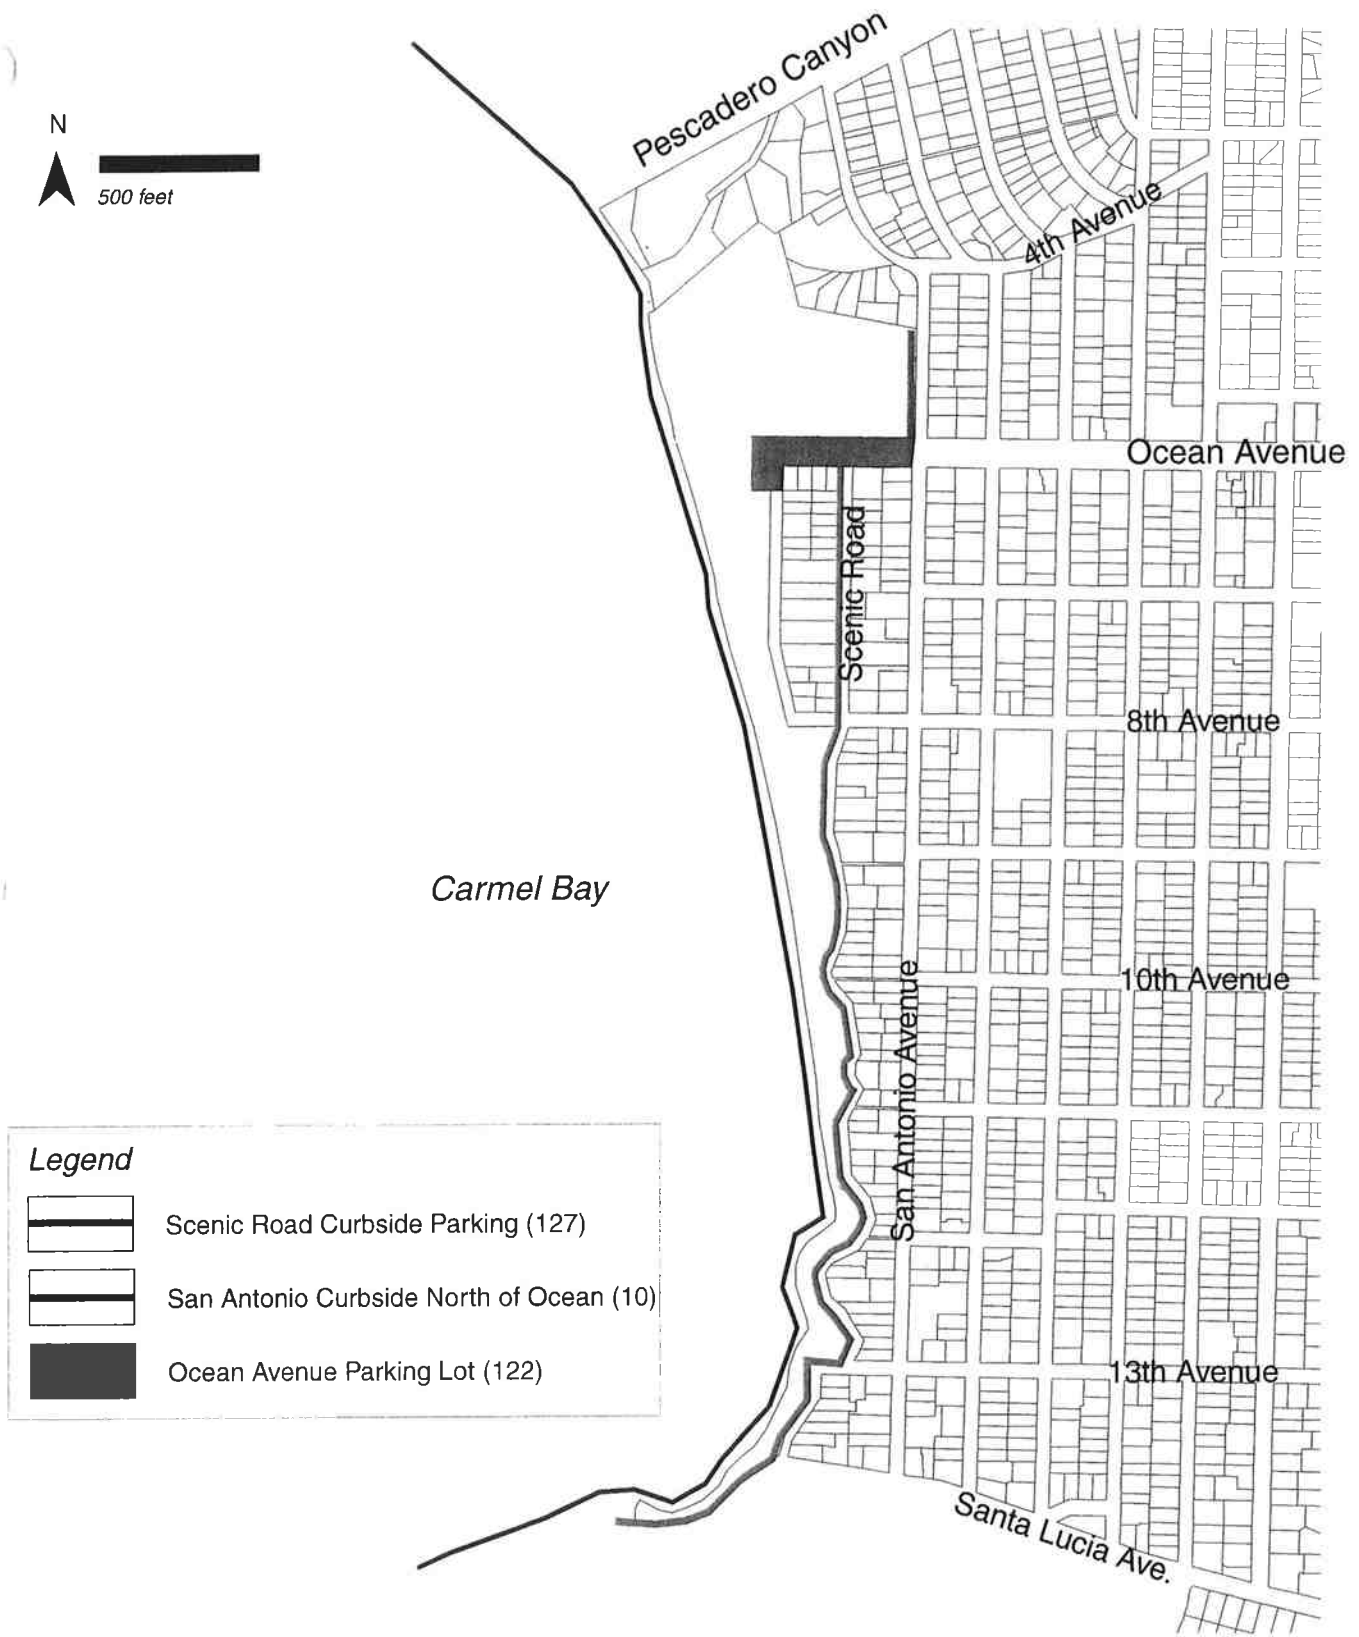 Pescadero Canyon
N
500 feet
4th Avenue
Ocean Avenue
Scenic Road
8th Avenue
Carmel Bay
10th Avenue
San Antonio Avenue
Legend
Scenic Road Curbside Parking (127)
San Antonio Curbside North of Ocean (10)
Ocean Avenue Parking Lot (122)
13th Avenue
Santa Lucia Ave.